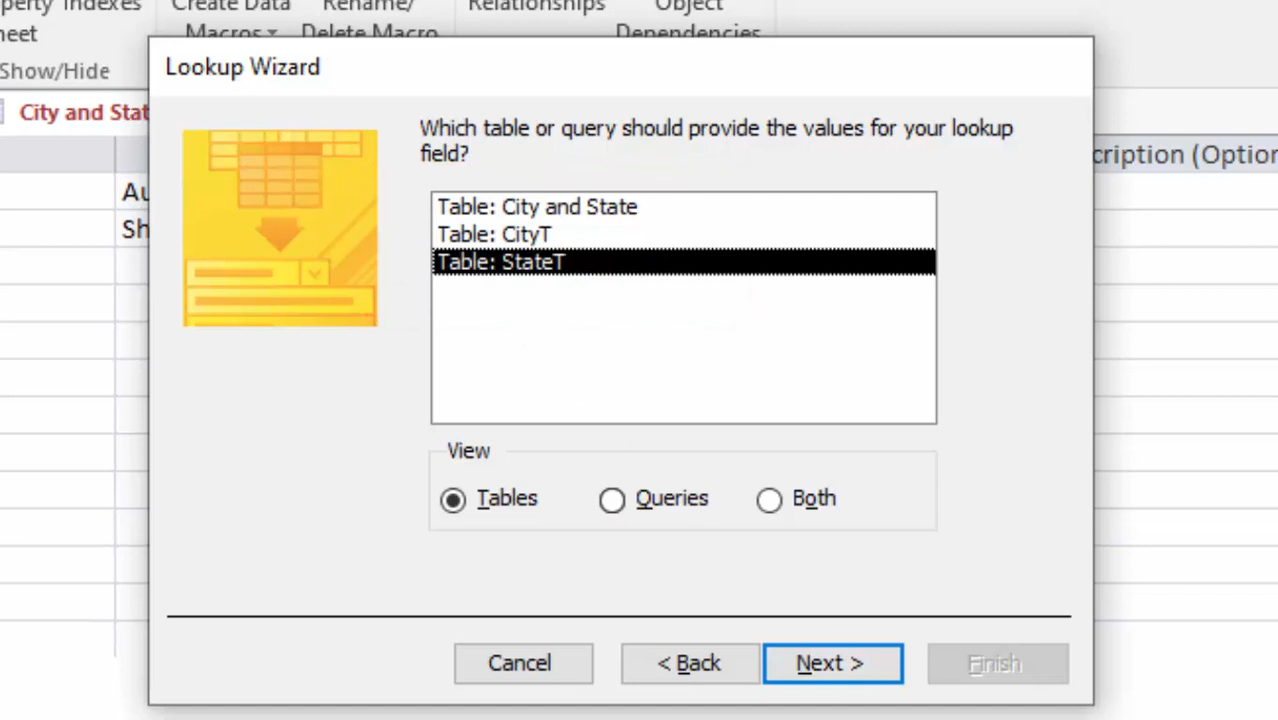 Indexes
Create Data
Macros
Rename/
Delete Macro
Relationships
Object
Dependencies
Show/Hide
Lookup Wizard
City and Stat
Which table or query should provide the values for your lookup
field?
cription (Option
Au
Sh
Table: City and State
Table: CityT
Table: StateT
View
Tables
Queries
Both
Cancel
< Back
Next >
Finish